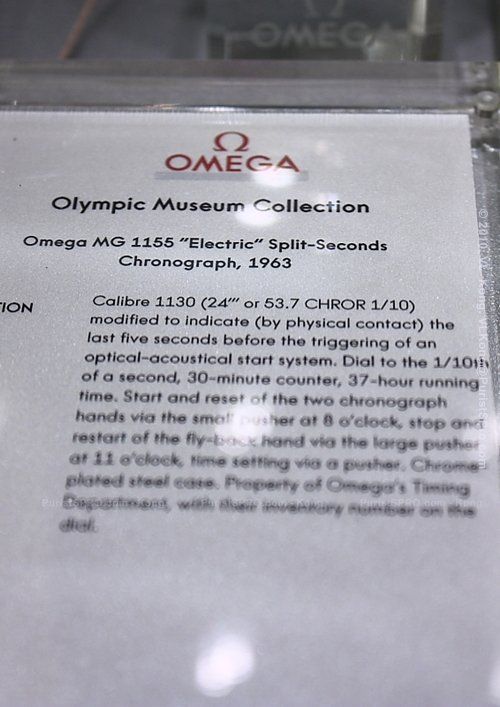 OMEGA
Ω
OMEGA
Olympic Museum Collection
Omega MG 1155 "Electric" Split-Seconds
Chronograph, 1963
TION
Calibre 1130 (24''' or 53.7 CHROR 1/10)
modified to indicate (by physical contact) the
last five seconds before the triggering of an
optical-acoustical start system. Dial to the 1/10th
of a second, 30-minute counter, 37-hour running
time. Start and reset of the two chronograph
hands via the small pusher at 8 o'clock, stop and
restart of the fly-back hand via the large pusher
at 11 o'clock, time setting via a pusher. Chrome
plated steel case. Property of Omega's Timing
Department, with their inventory number on the
dial.